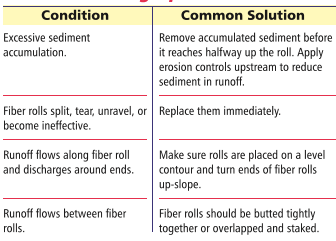 Condition
Common Solution
Excessive sediment
accumulation.
Remove accumulated sediment before
it reaches halfway up the roll. Apply
erosion controls upstream to reduce
sediment in runoff.
Fiber rolls split, tear, unravel, or
become ineffective.
Replace them immediately.
Runoff flows along fiber roll
and discharges around ends.
Make sure rolls are placed on a level
contour and turn ends of fiber rolls
up-slope.
Runoff flows between fiber
rolls.
Fiber rolls should be butted tightly
together or overlapped and staked.